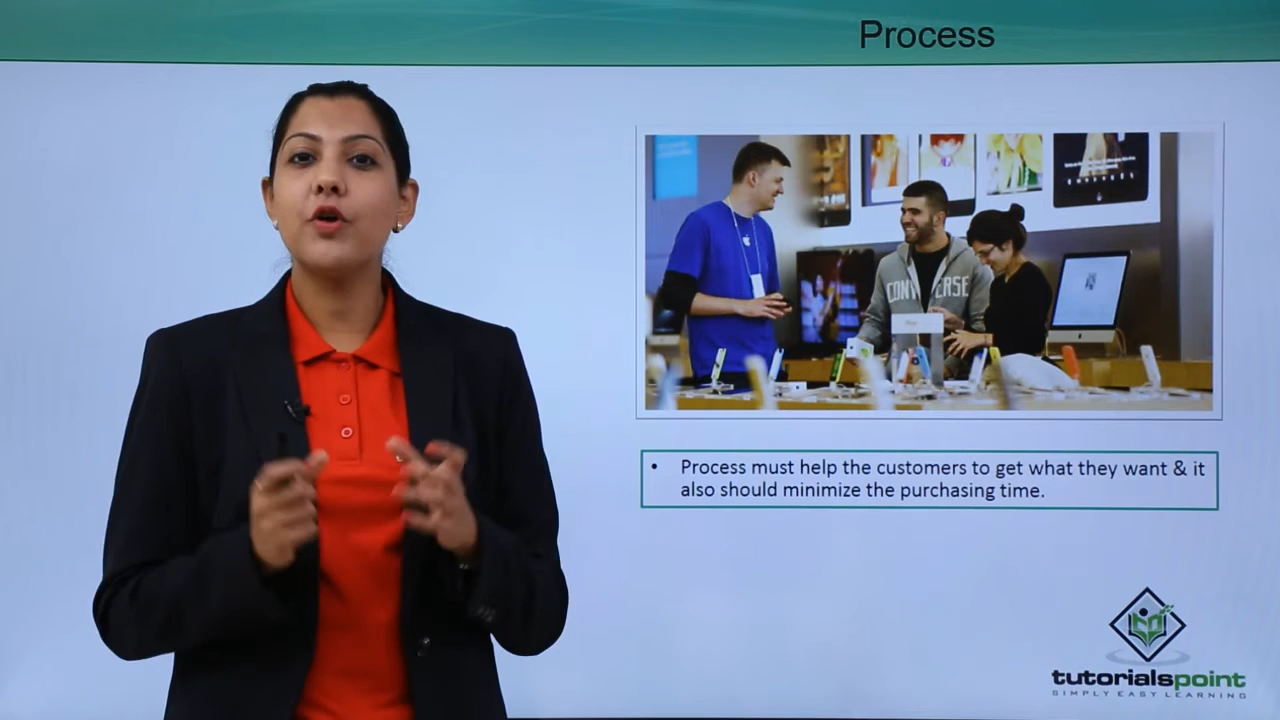 Process
CONVERSE
• Process must help the customers to get what they want & it
also should minimize the purchasing time.
tutorialspoint
SIMPLY EASY LEARNING